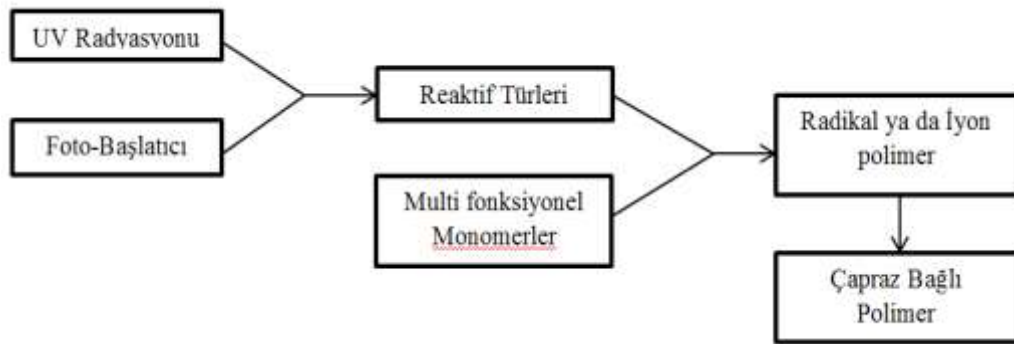 UV Radyasyonu
Foto-Başlatıcı
Reaktif Türleri
Multi fonksiyonel
Monomerler
Radikal ya da İyon
polimer
Çapraz Bağlı
Polimer